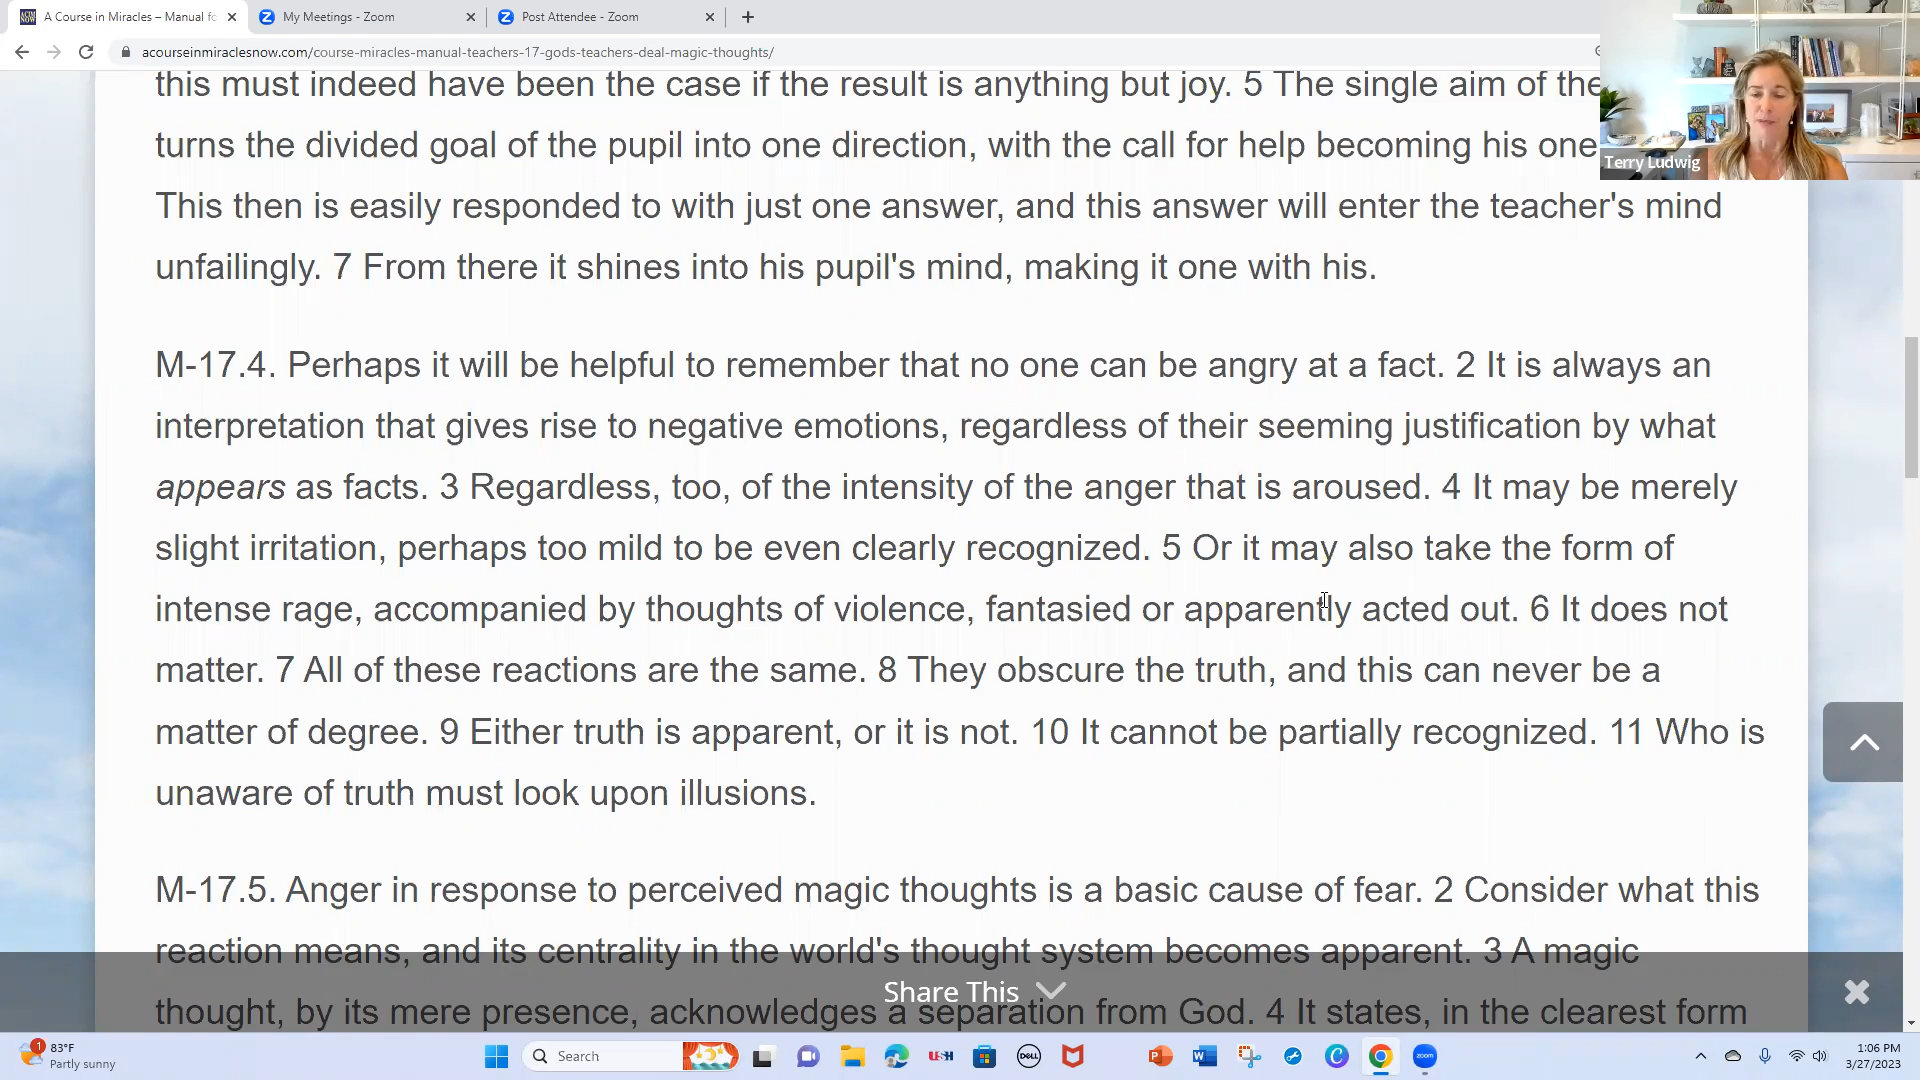 A Course in Miracles – Manual fo
My Meetings - Zoom
Post Attendee - Zoom
acourseinmiraclesnow.com/course-miracles-manual-teachers-17-gods-teachers-deal-magic-thoughts/
this must indeed have been the case if the result is anything but joy. 5 The single aim of the
turns the divided goal of the pupil into one direction, with the call for help becoming his one
Terry Ludwig
This then is easily responded to with just one answer, and this answer will enter the teacher's mind
unfailingly. 7 From there it shines into his pupil's mind, making it one with his.
M-17.4. Perhaps it will be helpful to remember that no one can be angry at a fact. 2 It is always an
interpretation that gives rise to negative emotions, regardless of their seeming justification by what
appears as facts. 3 Regardless, too, of the intensity of the anger that is aroused. 4 It may be merely
slight irritation, perhaps too mild to be even clearly recognized. 5 Or it may also take the form of
intense rage, accompanied by thoughts of violence, fantasied or apparently acted out. 6 It does not
matter. 7 All of these reactions are the same. 8 They obscure the truth, and this can never be a
matter of degree. 9 Either truth is apparent, or it is not. 10 It cannot be partially recognized. 11 Who is
unaware of truth must look upon illusions.
M-17.5. Anger in response to perceived magic thoughts is a basic cause of fear. 2 Consider what this
reaction means, and its centrality in the world's thought system becomes apparent. 3 A magic
Share This
thought, by its mere presence, acknowledges a separation from God. 4 It states, in the clearest form
1
83°F
Partly sunny
Search
USH
DELL
zoom
1:06 PM
3/27/2023